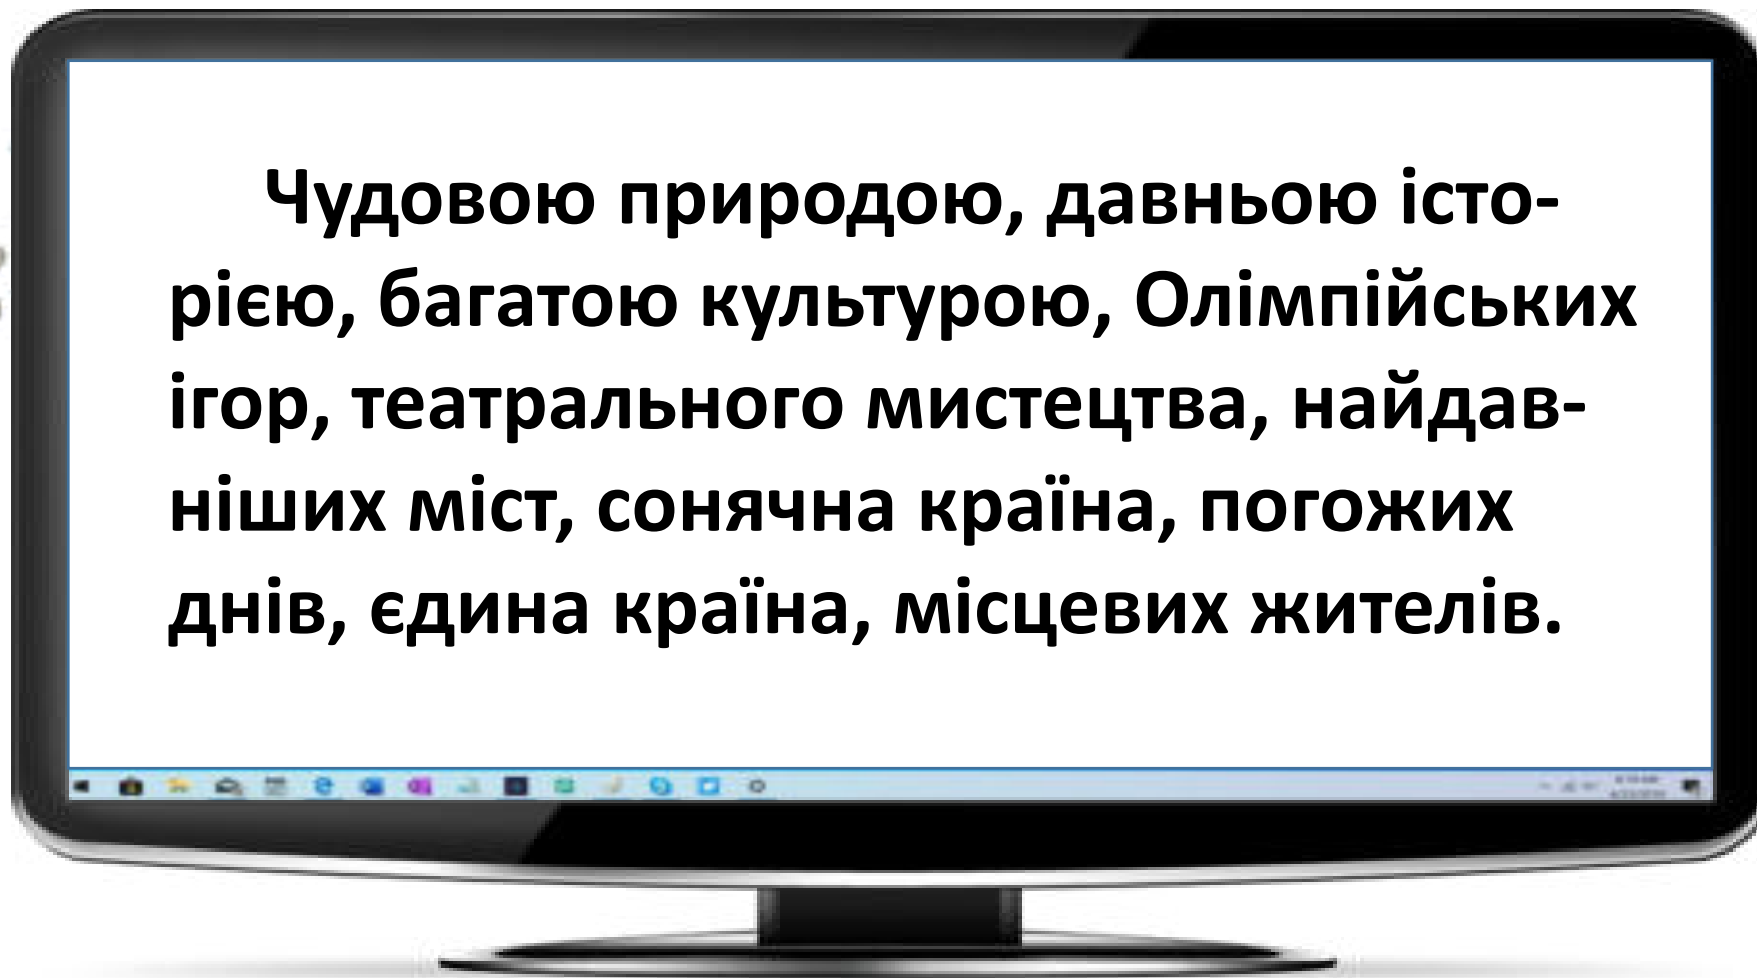 Чудовою природою, давньою істо-
рією, багатою культурою, Олімпійських
ігор, театрального мистецтва, найдав-
ніших міст, сонячна країна, погожих
днів, єдина країна, місцевих жителів.